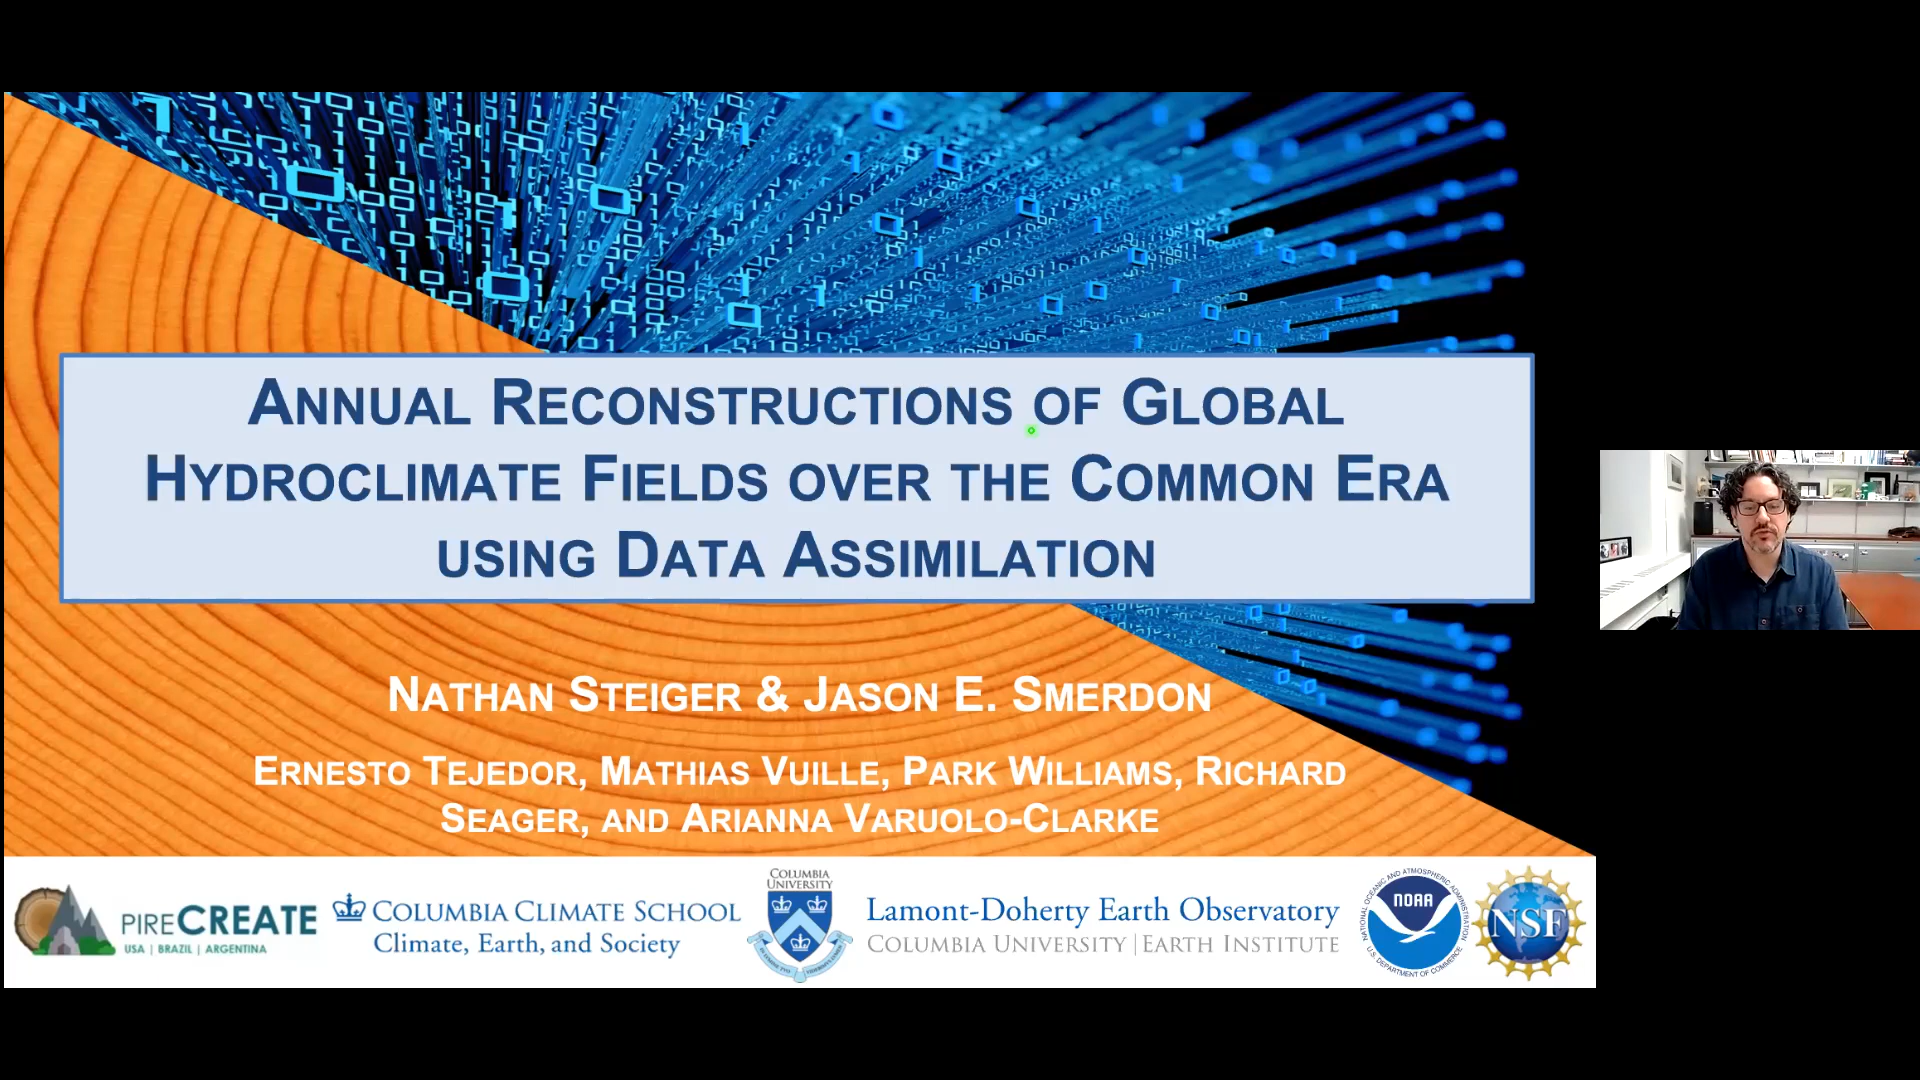 Annual Reconstructions of Global
Hydroclimate Fields over the Common Era
using Data Assimilation
Nathan Steiger & Jason E. Smerdon
Ernesto Tejedor, Mathias Vuille, Park Williams, Richard
Seager, and Arianna Varuolo-Clarke
pireCREATE
USA | BRAZIL | ARGENTINA
Columbia Climate School
Climate, Earth, and Society
Columbia
University
Lamont-Doherty Earth Observatory
Columbia University | Earth Institute
NATIONAL OCEANIC AND ATMOSPHERIC ADMINISTRATION
NOAA
U.S. DEPARTMENT OF COMMERCE
NSF